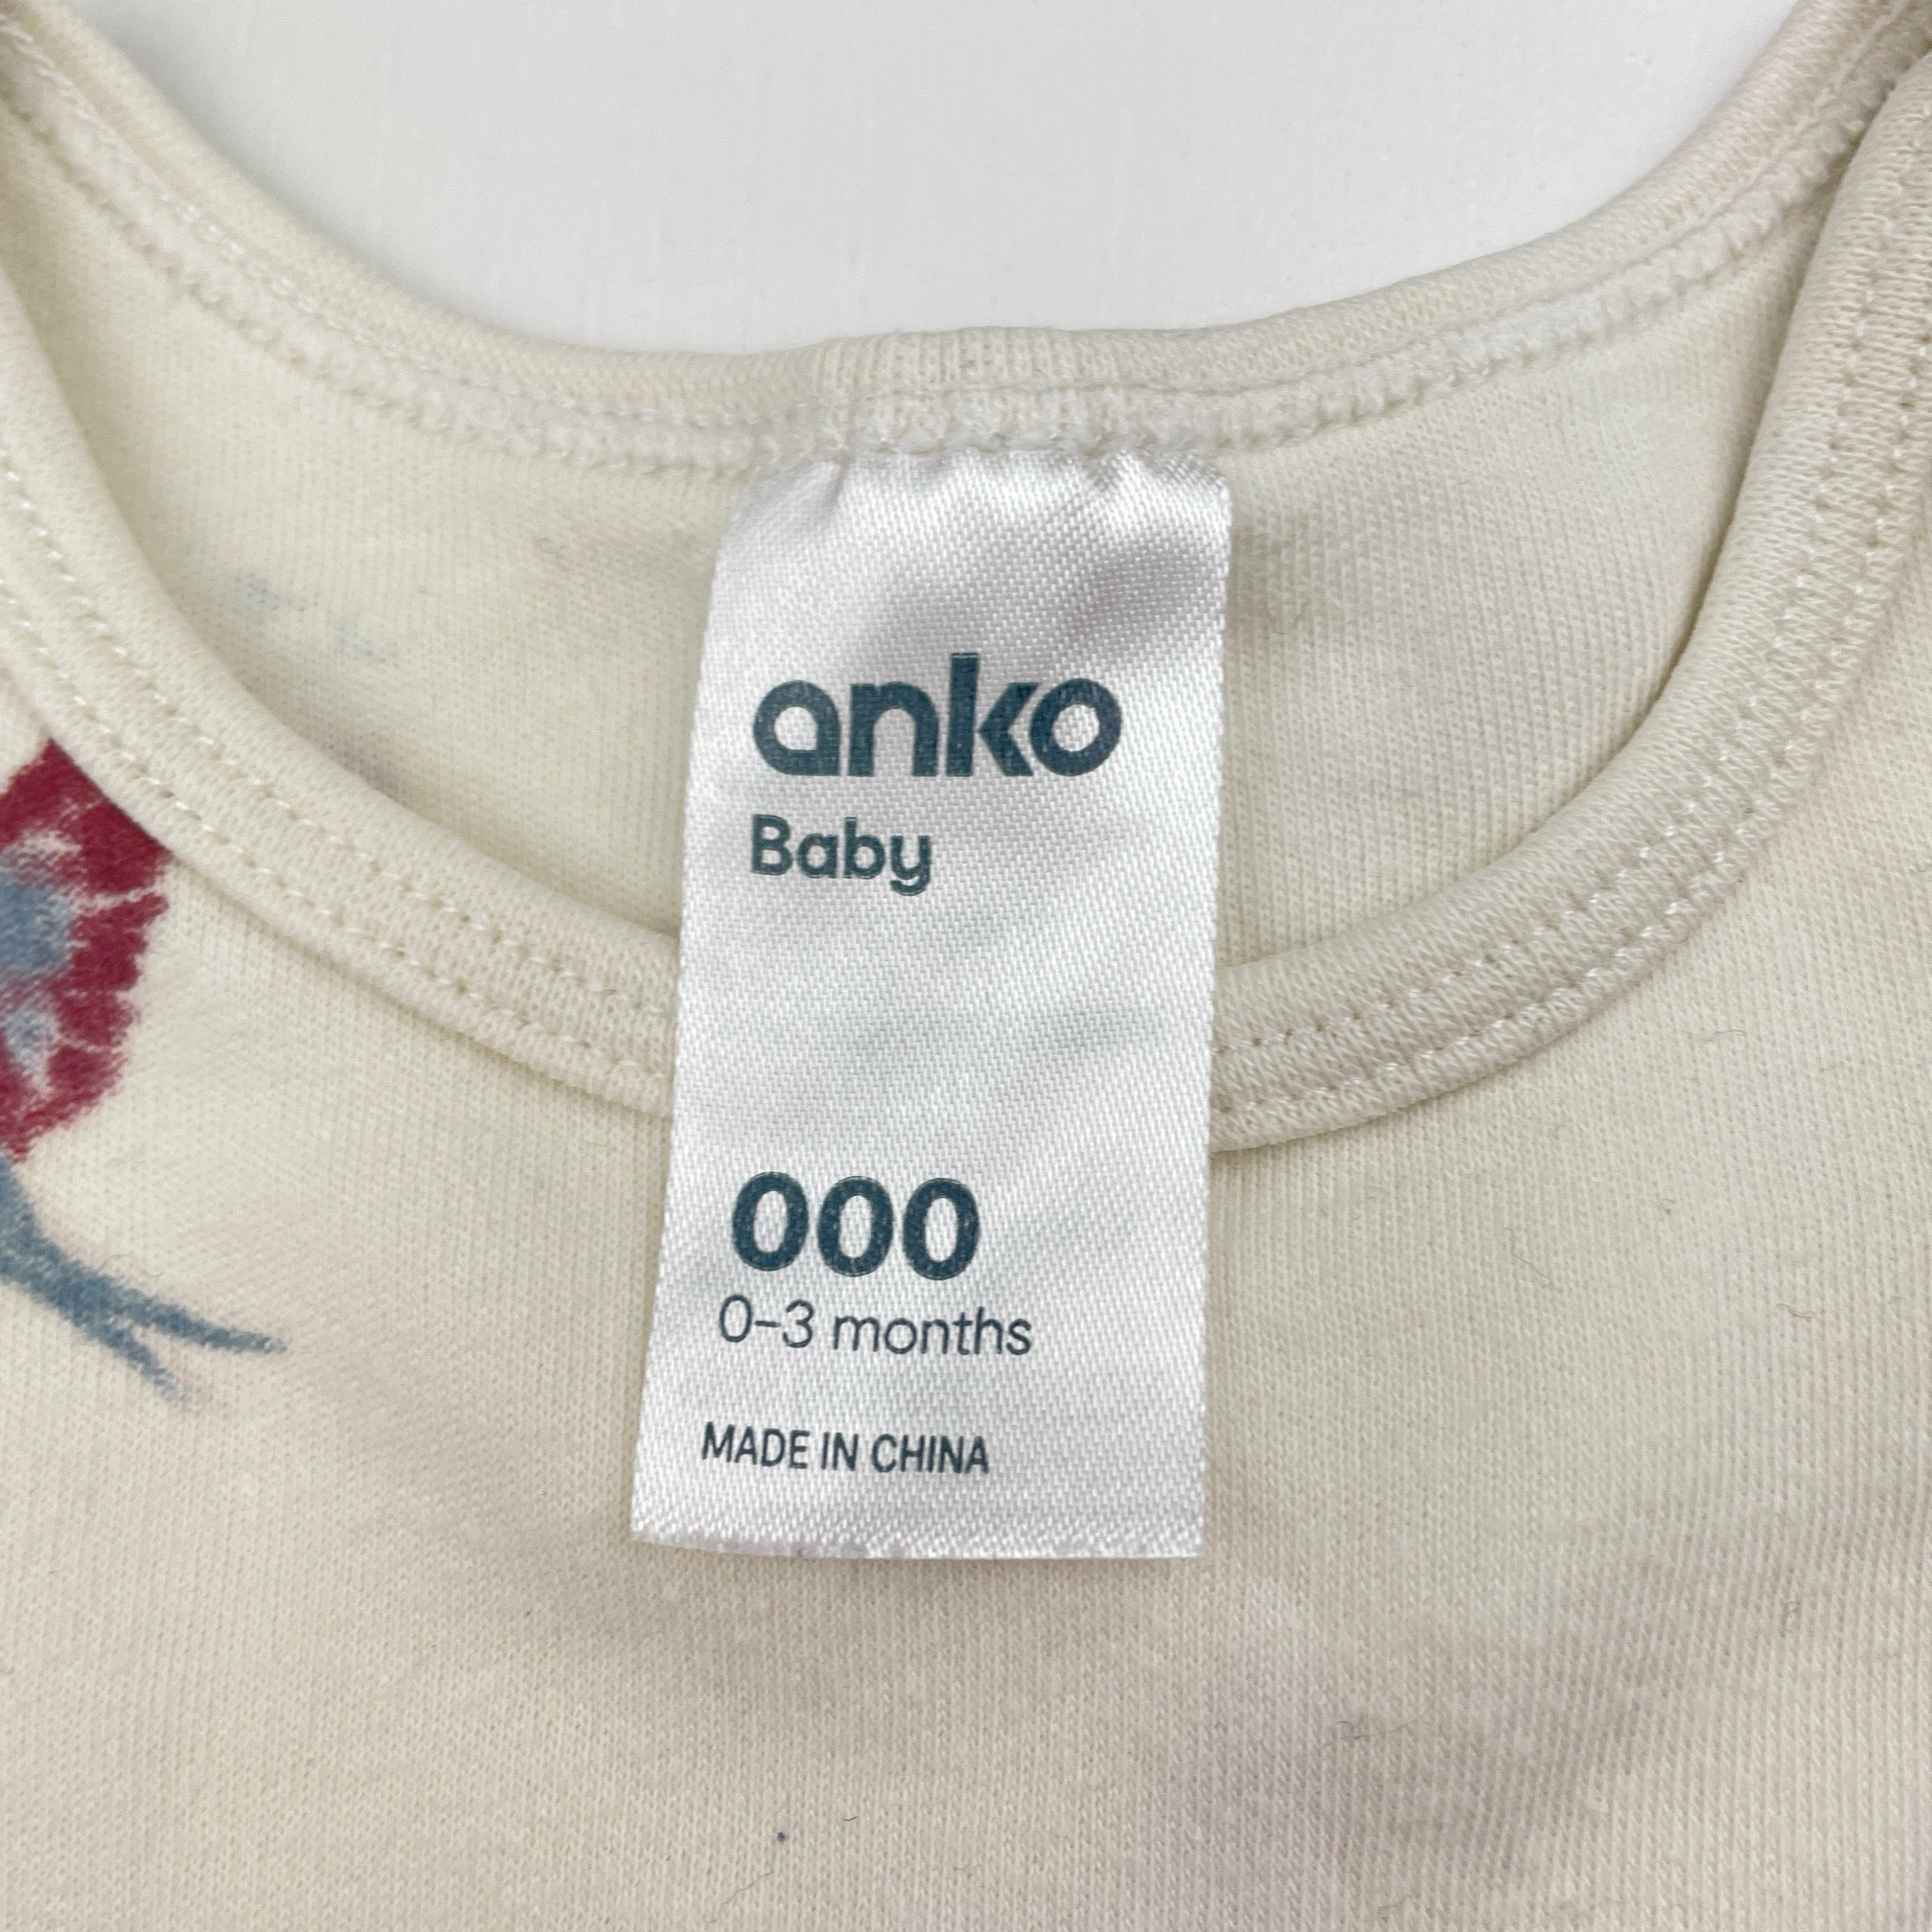 anko
Baby
000
0-3 months
MADE IN CHINA